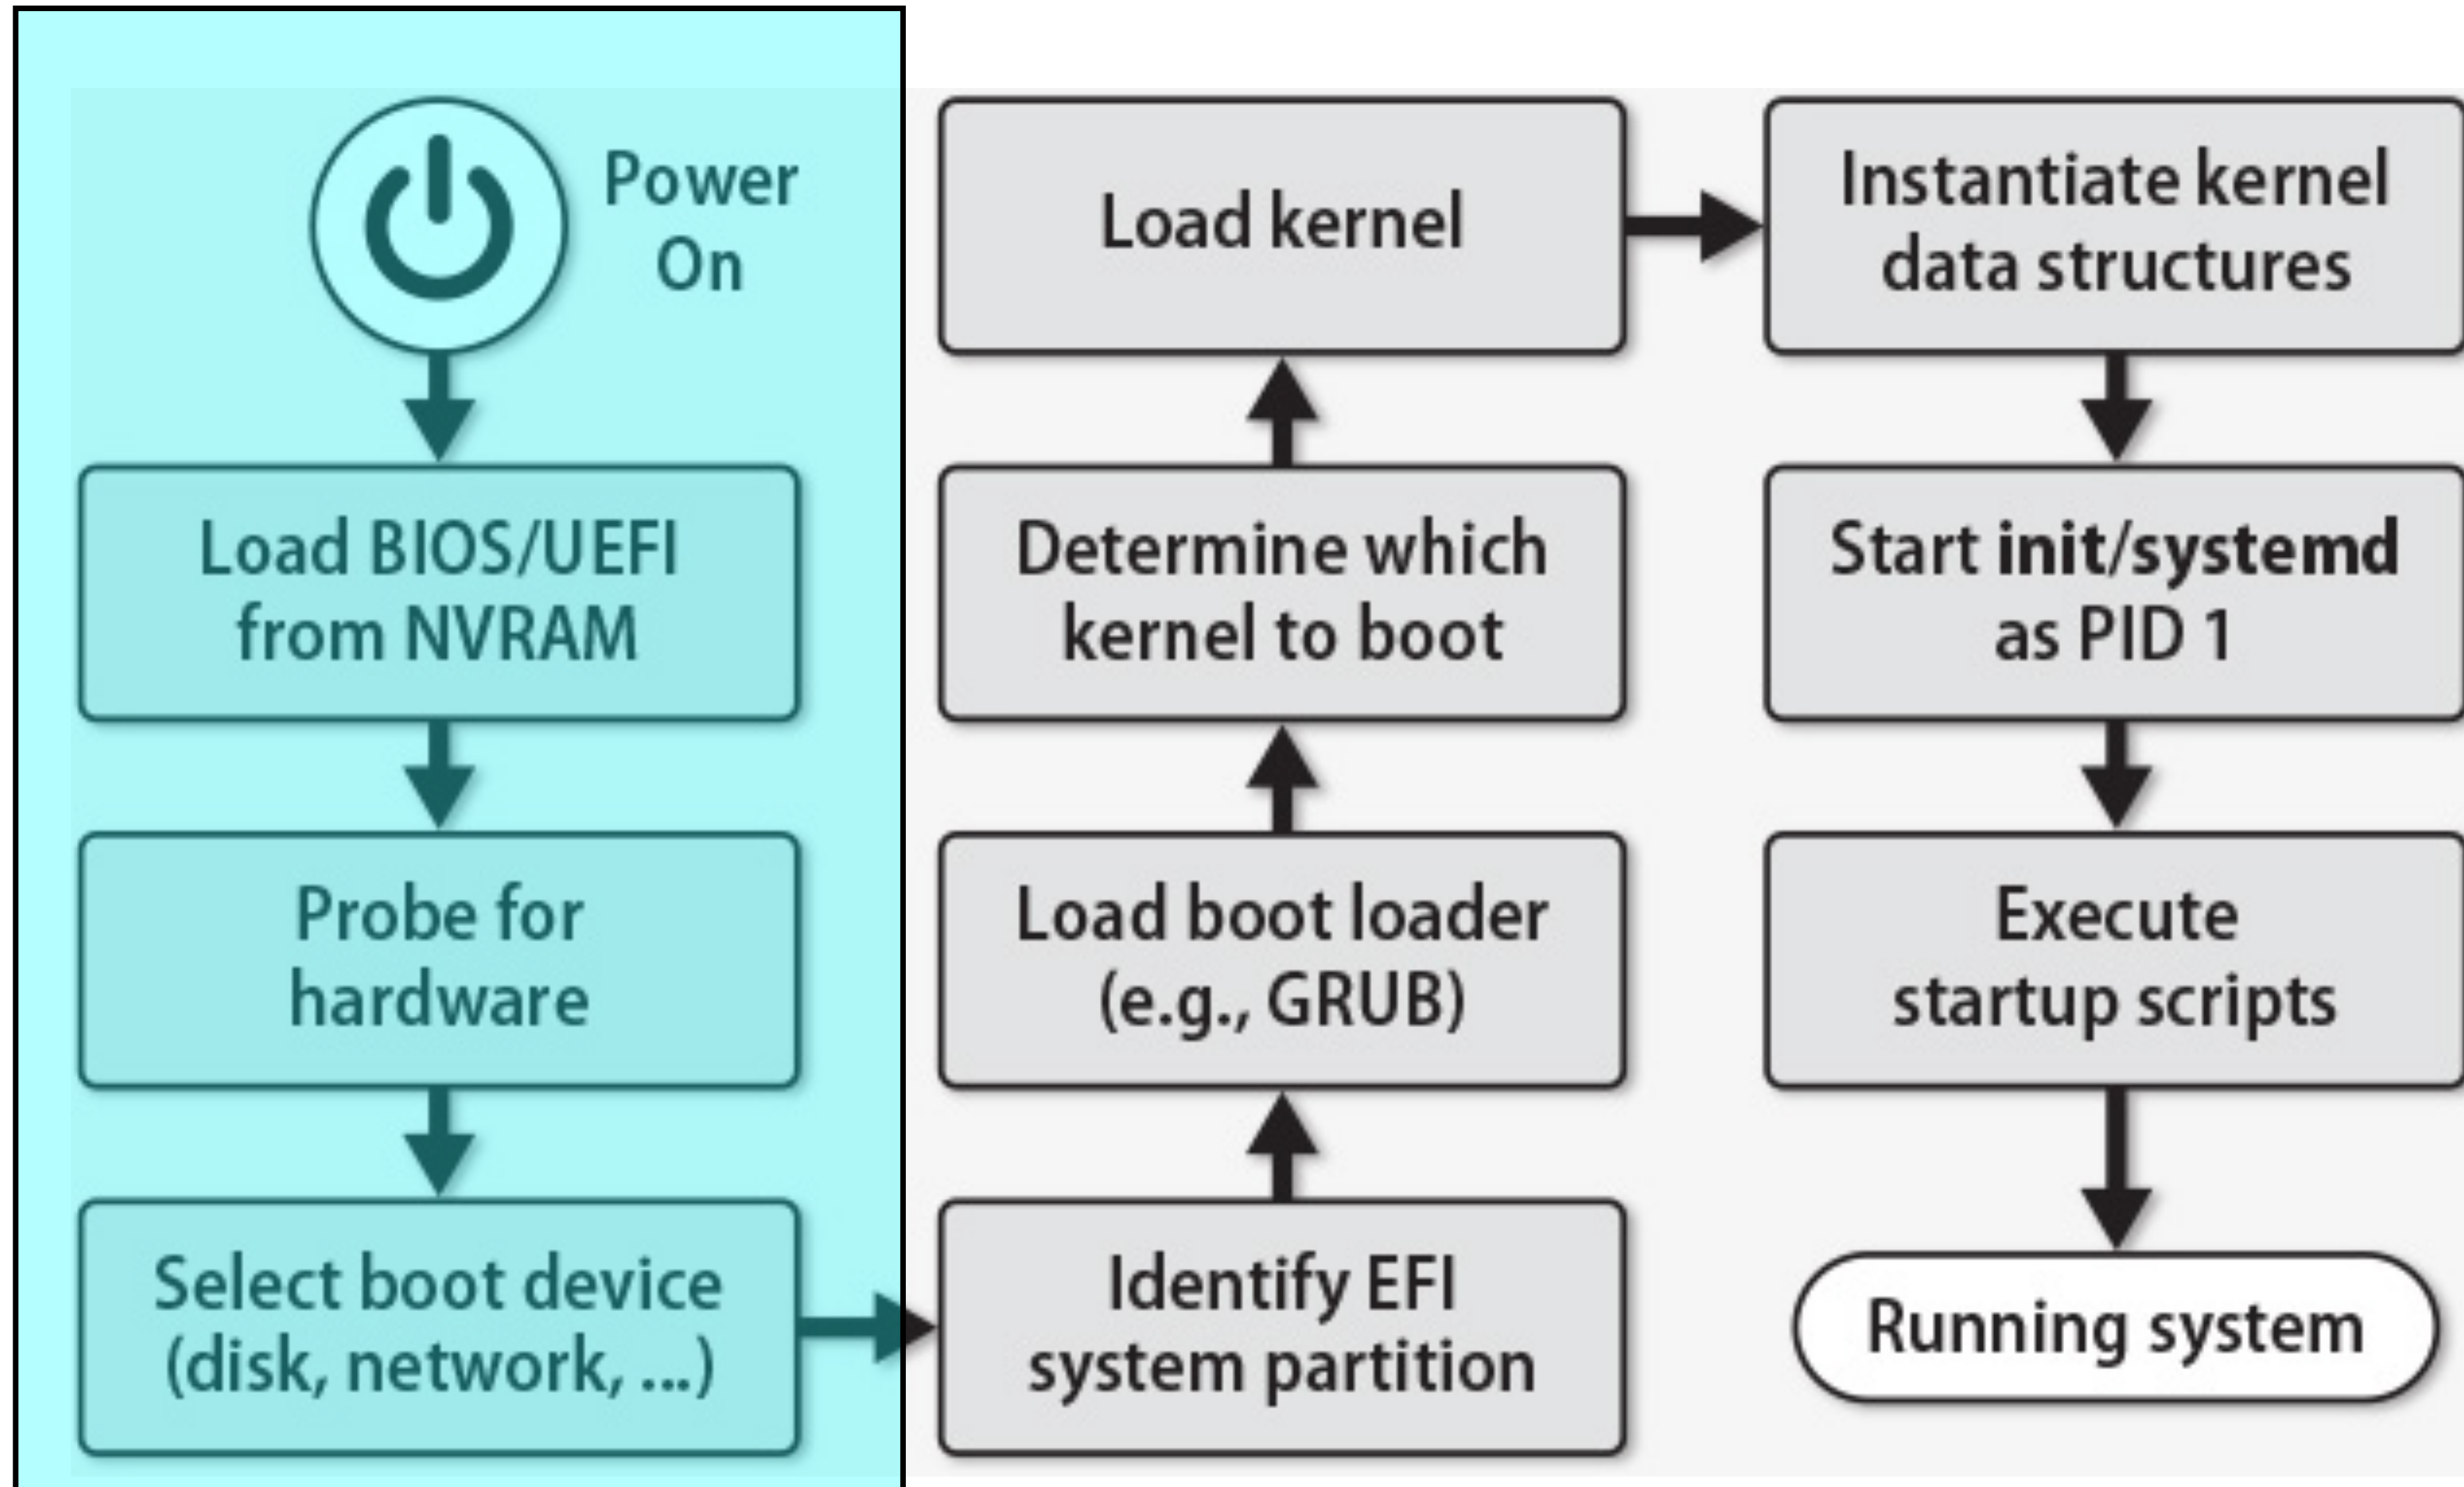 Power
On
Load BIOS/UEFI
from NVRAM
Probe for
hardware
Select boot device
(disk, network, ...)
Identify EFI
system partition
Load boot loader
(e.g., GRUB)
Determine which
kernel to boot
Load kernel
Instantiate kernel
data structures
Start init/systemd
as PID 1
Execute
startup scripts
Running system